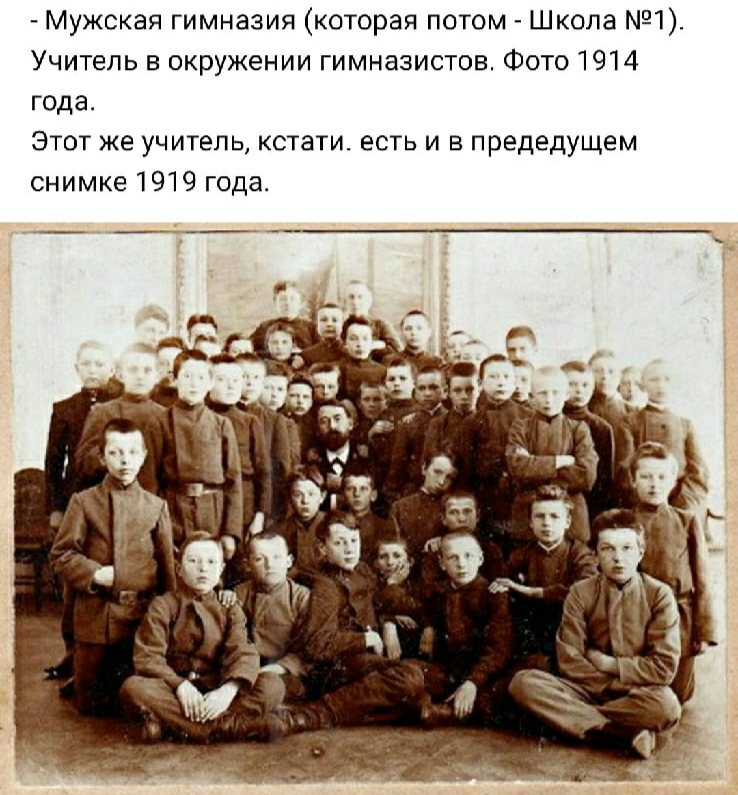 - Мужская гимназия (которая потом - Школа №1).
Учитель в окружении гимназистов. Фото 1914
года.
Этот же учитель, кстати. есть и в предедущем
снимке 1919 года.